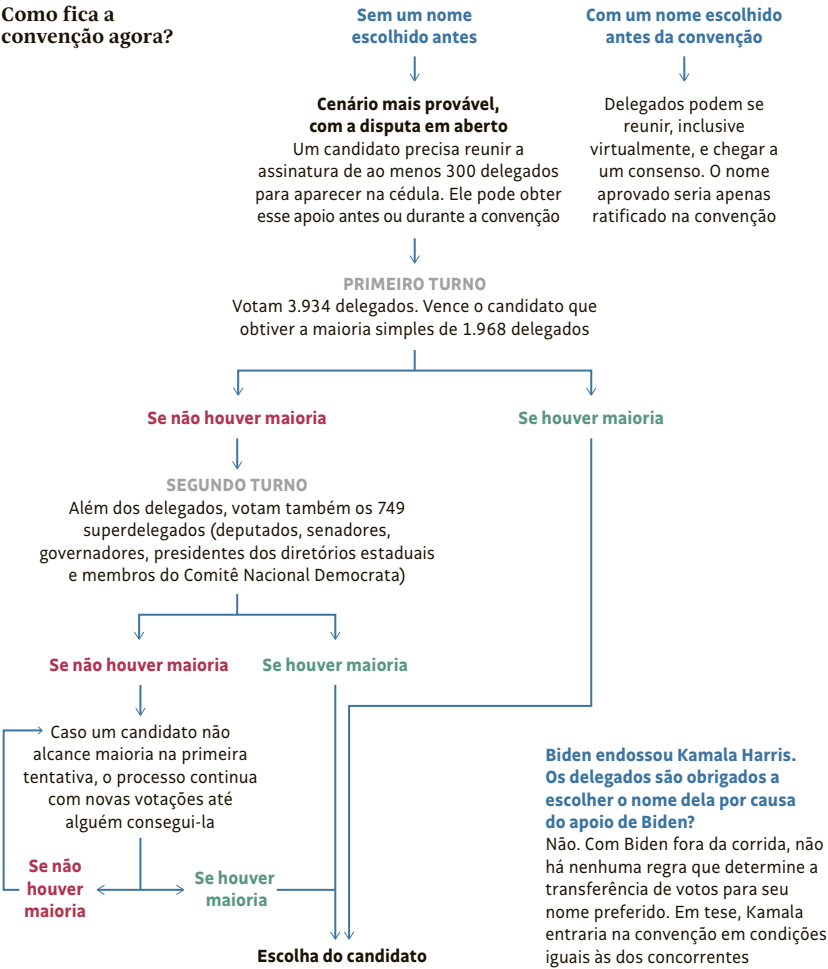 Como fica a
convenção agora?
Sem um nome
escolhido antes
Cenário mais provável,
com a disputa em aberto
Um candidato precisa reunir a
assinatura de ao menos 300 delegados
para aparecer na cédula. Ele pode obter
esse apoio antes ou durante a convenção
Com um nome escolhido
antes da convenção
Delegados podem se
reunir, inclusive
virtualmente, e chegar a
um consenso. O nome
aprovado seria apenas
ratificado na convenção
PRIMEIRO TURNO
Votam 3.934 delegados. Vence o candidato que
obtiver a maioria simples de 1.968 delegados
Se não houver maioria
Se houver maioria
SEGUNDO TURNO
Além dos delegados, votam também os 749
superdelegados (deputados, senadores,
governadores, presidentes dos diretórios estaduais
e membros do Comitê Nacional Democrata)
Se não houver maioria
Se houver maioria
Caso um candidato não
alcance maioria na primeira
tentativa, o processo continua
com novas votações até
alguém consegui-la
Se não
houver
maioria
Se houver
maioria
Escolha do candidato
Biden endossou Kamala Harris.
Os delegados são obrigados a
escolher o nome dela por causa
do apoio de Biden?
Não. Com Biden fora da corrida, não
há nenhuma regra que determine a
transferência de votos para seu
nome preferido. Em tese, Kamala
entraria na convenção em condições
iguais às dos concorrentes